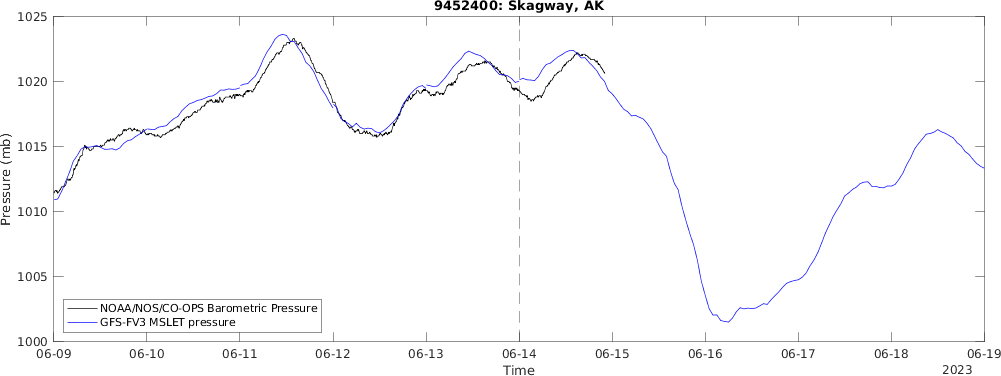 9452400: Skagway, AK
1025
1020
1015
1010
1005
1000
Pressure (mb)
NOAA/NOS/CO-OPS Barometric Pressure
GFS-FV3 MSLET pressure
06-09 06-10 06-11 06-12 06-13 06-14 06-15 06-16 06-17 06-18 06-19
Time
2023